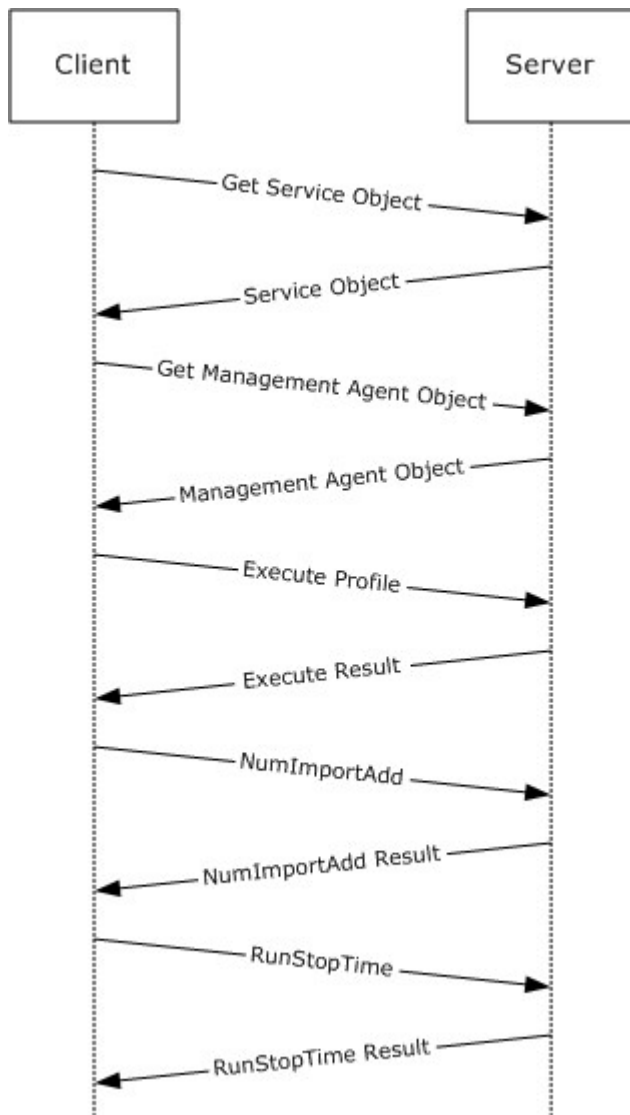 Client
Server
Get Service Object
Service Object
Get Management Agent Object
Management Agent Object
Execute Profile
Execute Result
NumImportAdd
NumImportAdd Result
RunStopTime
RunStopTime Result